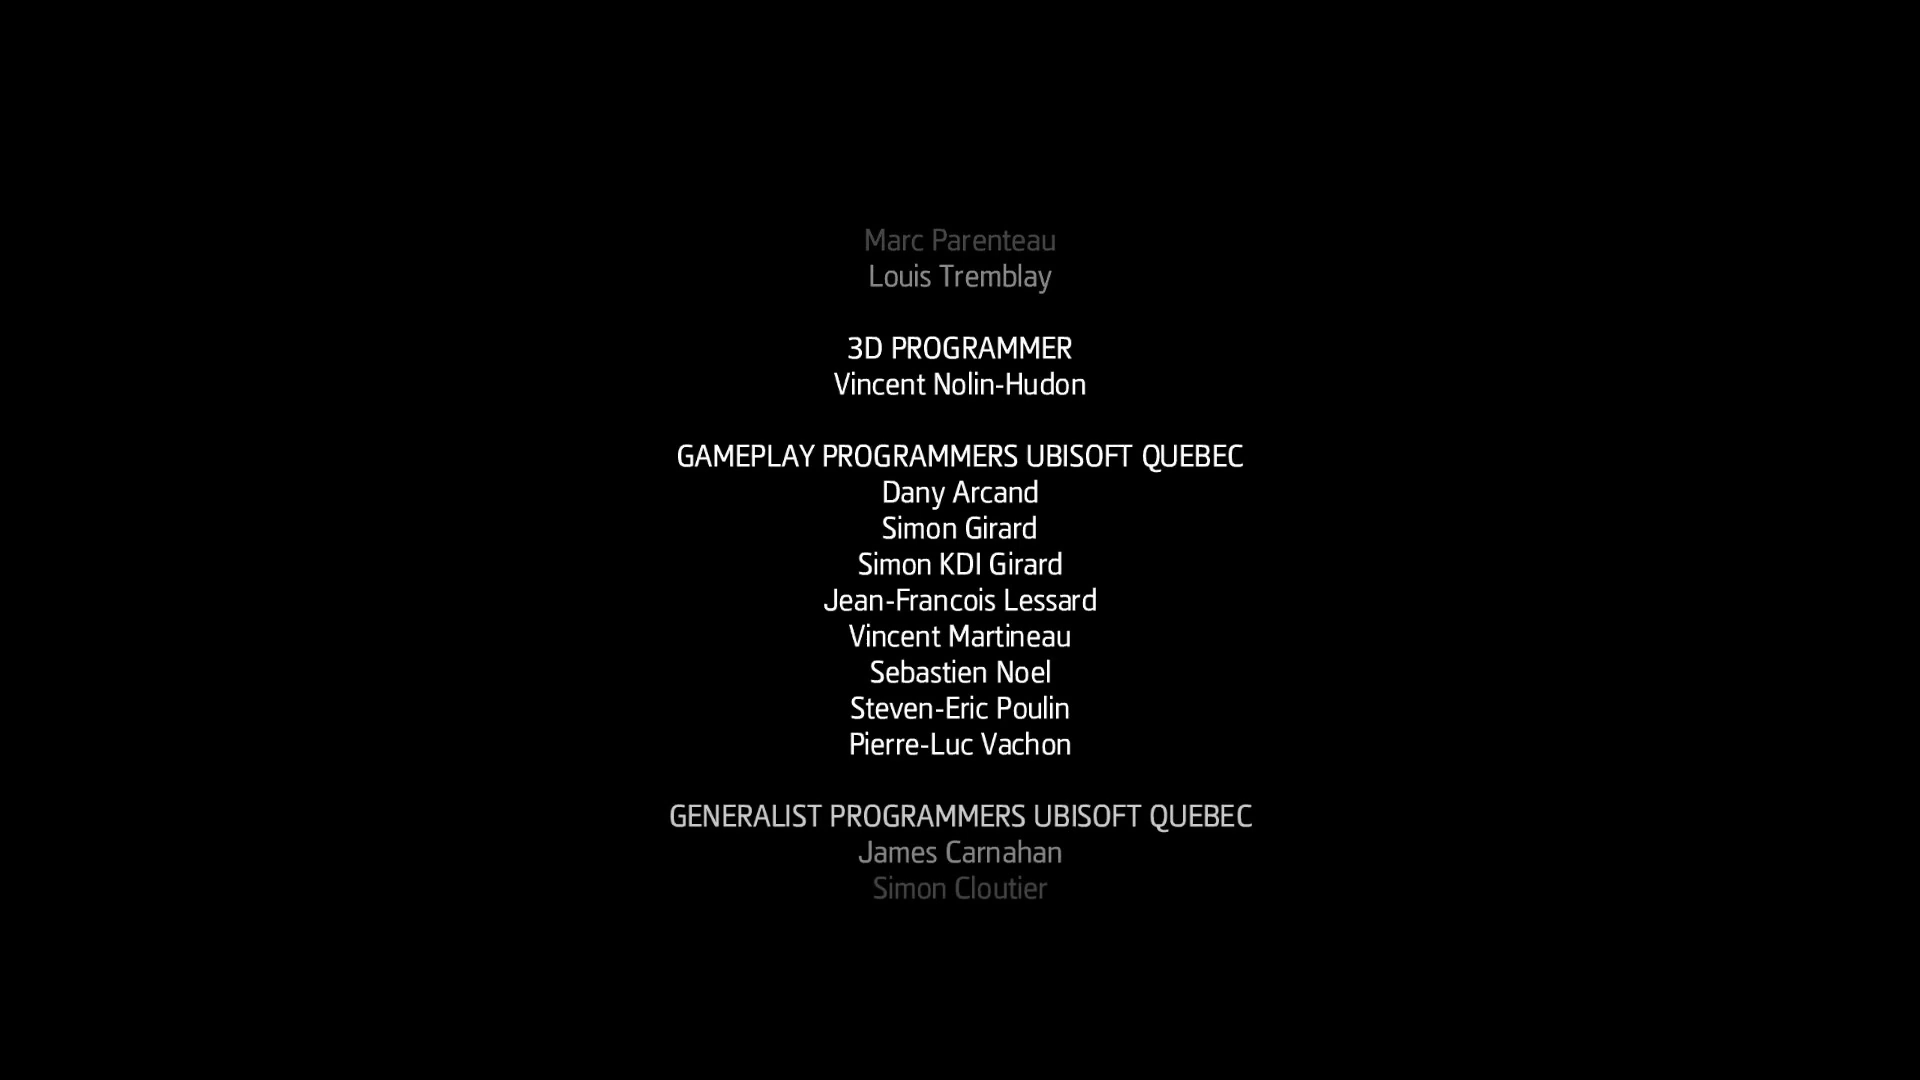 Marc Parenteau
Louis Tremblay
3D PROGRAMMER
Vincent Nolin-Hudon
GAMEPLAY PROGRAMMERS UBISOFT QUEBEC
Dany Arcand
Simon Girard
Simon KDI Girard
Jean-Francois Lessard
Vincent Martineau
Sebastien Noel
Steven-Eric Poulin
Pierre-Luc Vachon
GENERALIST PROGRAMMERS UBISOFT QUEBEC
James Carnahan
Simon Cloutier